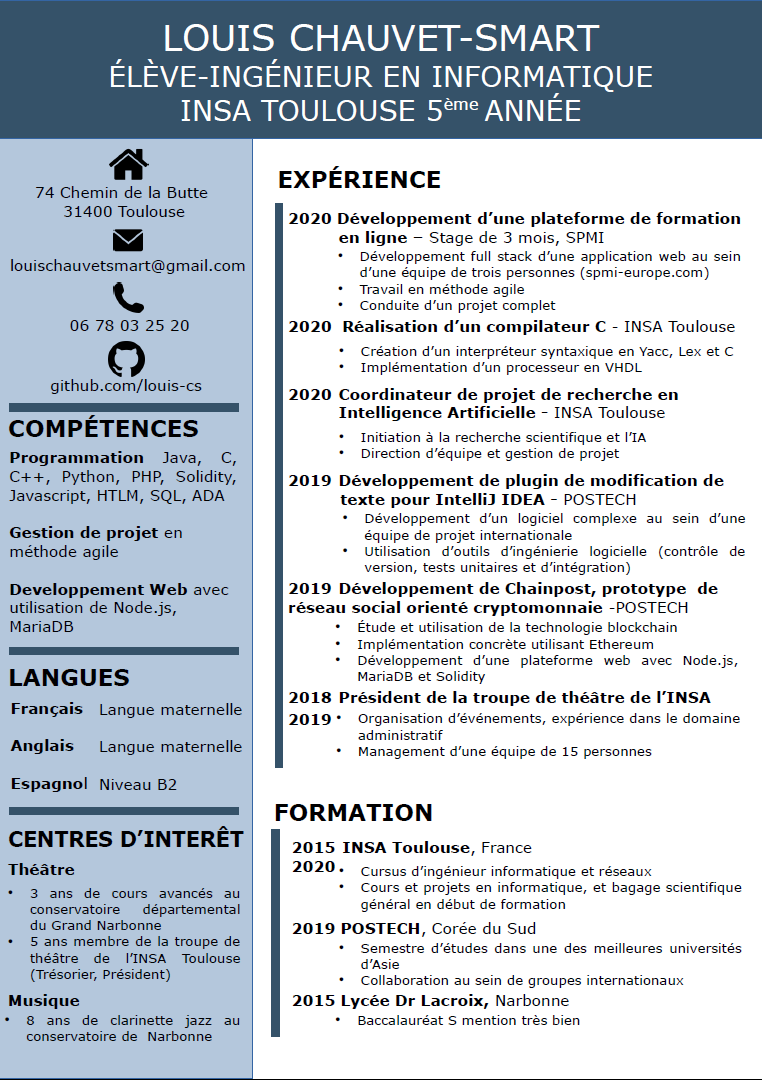 LOUIS CHAUVET-SMART
ÉLÈVE-INGÉNIEUR EN INFORMATIQUE
INSA TOULOUSE 5ème ANNÉE
74 Chemin de la Butte
31400 Toulouse
louischauvetsmart@gmail.com
06 78 03 25 20
github.com/louis-cs
COMPÉTENCES
Programmation Java, C,
C++, Python, PHP, Solidity,
Javascript, HTLM, SQL, ADA
Gestion de projet en
méthode agile
Developpement Web avec
utilisation de Node.js,
MariaDB
LANGUES
Français Langue maternelle
Anglais Langue maternelle
Espagnol Niveau B2
CENTRES D’INTERÊT
Théâtre
• 3 ans de cours avancés au
conservatoire départemental
du Grand Narbonne
• 5 ans membre de la troupe de
théâtre de l’INSA Toulouse
(Trésorier, Président)
Musique
• 8 ans de clarinette jazz au
conservatoire de Narbonne
EXPÉRIENCE
2020 Développement d’une plateforme de formation
en ligne – Stage de 3 mois, SPMI
• Développement full stack d’une application web au sein
d’une équipe de trois personnes (spmi-europe.com)
• Travail en méthode agile
• Conduite d’un projet complet
2020 Réalisation d’un compilateur C - INSA Toulouse
• Création d’un interpréteur syntaxique en Yacc, Lex et C
• Implémentation d’un processeur en VHDL
2020 Coordinateur de projet de recherche en
Intelligence Artificielle - INSA Toulouse
• Initiation à la recherche scientifique et l’IA
• Direction d’équipe et gestion de projet
2019 Développement de plugin de modification de
texte pour IntelliJ IDEA - POSTECH
• Développement d’un logiciel complexe au sein d’une
équipe de projet internationale
• Utilisation d’outils d’ingénierie logicielle (contrôle de
version, tests unitaires et d’intégration)
2019 Développement de Chainpost, prototype de
réseau social orienté cryptomonnaie -POSTECH
• Étude et utilisation de la technologie blockchain
• Implémentation concrète utilisant Ethereum
• Développement d’une plateforme web avec Node.js,
MariaDB et Solidity
2018 Président de la troupe de théâtre de l’INSA
2019 • Organisation d’événements, expérience dans le domaine
administratif
• Management d’une équipe de 15 personnes
FORMATION
2015 INSA Toulouse, France
2020 • Cursus d’ingénieur informatique et réseaux
• Cours et projets en informatique, et bagage scientifique
général en début de formation
2019 POSTECH, Corée du Sud
• Semestre d’études dans une des meilleures universités
d’Asie
• Collaboration au sein de groupes internationaux
2015 Lycée Dr Lacroix, Narbonne
• Baccalauréat S mention très bien